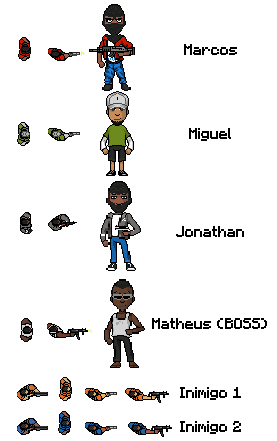 Marcos
Miguel
Jonathan
Matheus (BOSS)
Inimigo 1
Inimigo 2